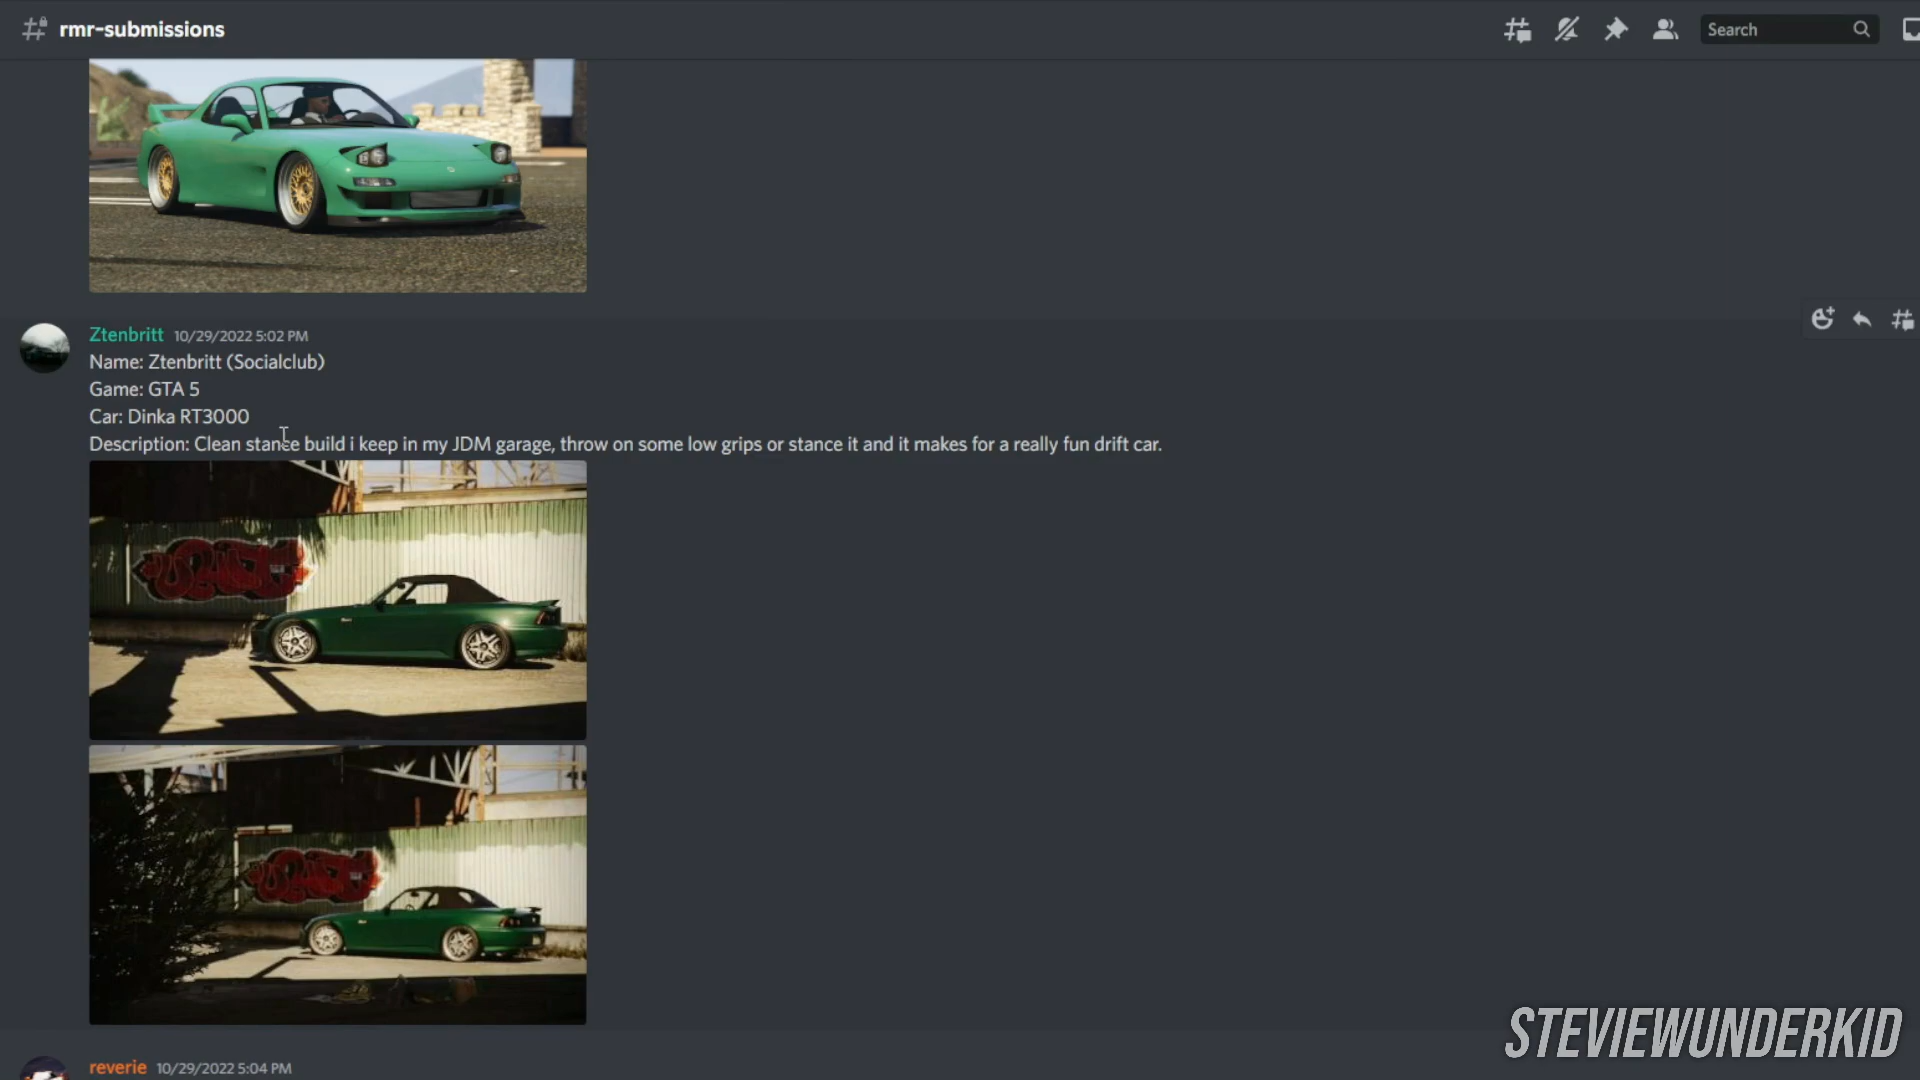 rmr-submissions
Search
Ztenbritt 10/29/2022 5:02 PM
Name: Ztenbritt (Socialclub)
Game: GTA 5
Car: Dinka RT3000
Description: Clean stance build i keep in my JDM garage, throw on some low grips or stance it and it makes for a really fun drift car.
reverie 10/29/2022 5:04 PM
STEVIEWUNDERKID